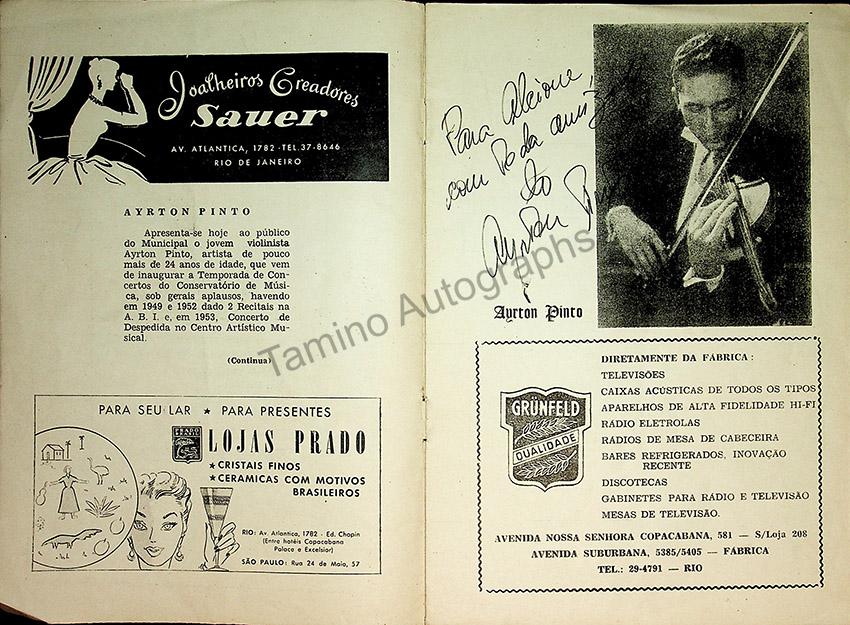 Joalheiros Creadores
Sauer
AV. ATLANTICA, 1782 - TEL. 37-8646
RIO DE JANEIRO
AYRTON PINTO
Apresenta-se hoje ao público
do Municipal o jovem violinista
Ayrton Pinto, artista de pouco
mais de 24 anos de idade, que vem
de inaugurar a Temporada de Con-
certos do Conservatório de Músi-
ca, sob gerais aplausos, havendo
em 1949 e 1952 dado 2 Recitais na
A. B. I. e, em 1953, Concerto de
Despedida no Centro Artístico Mu-
sical.
(Continua)
PARA SEU LAR ★ PARA PRESENTES
PRADO
LOJAS PRADO
★ CRISTAIS FINOS
★ CERAMICAS COM MOTIVOS
BRASILEIROS
RIO: Av. Atlantica, 1782 - Ed. Chopin
(Entre hotéis Copacabana
Palace e Excelsior)
SÃO PAULO: Rua 24 de Maio, 57
Para Alcione,
com toda amiza
Ayrton
Ayrton Pinto
GRÜNFELD
QUALIDADE
DIRETAMENTE DA FÁBRICA :
TELEVISÕES
CAIXAS ACÚSTICAS DE TODOS OS TIPOS
APARELHOS DE ALTA FIDELIDADE HI-FI
RÁDIO ELETROLAS
RÁDIOS DE MESA DE CABECEIRA
BARES REFRIGERADOS, INOVAÇÃO
RECENTE
DISCOTECAS
GABINETES PARA RÁDIO E TELEVISÃO
MESAS DE TELEVISÃO.
AVENIDA NOSSA SENHORA COPACABANA, 581 — S/Loja 208
AVENIDA SUBURBANA, 5385/5405 — FÁBRICA
TEL.: 29-4791 — RIO
Tamino Autographs